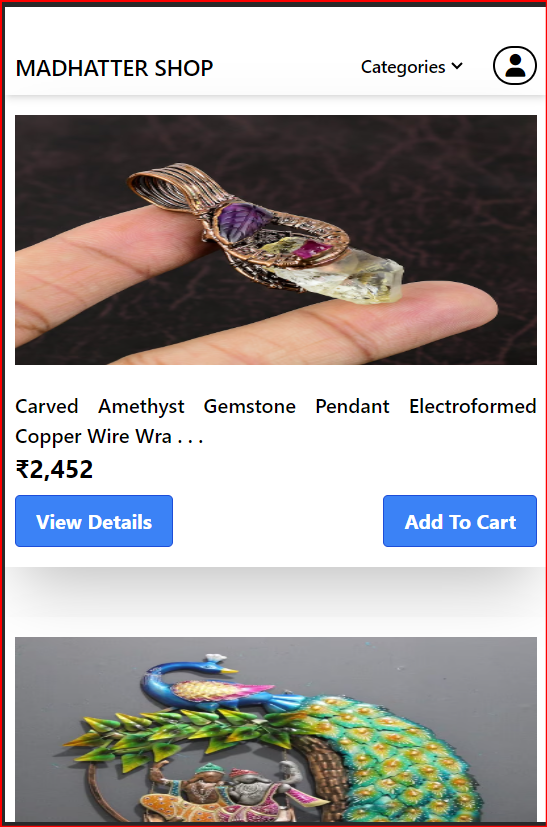 MADHATTER SHOP
Categories
Carved Amethyst Gemstone Pendant Electroformed
Copper Wire Wra . . .
₹2,452
View Details
Add To Cart